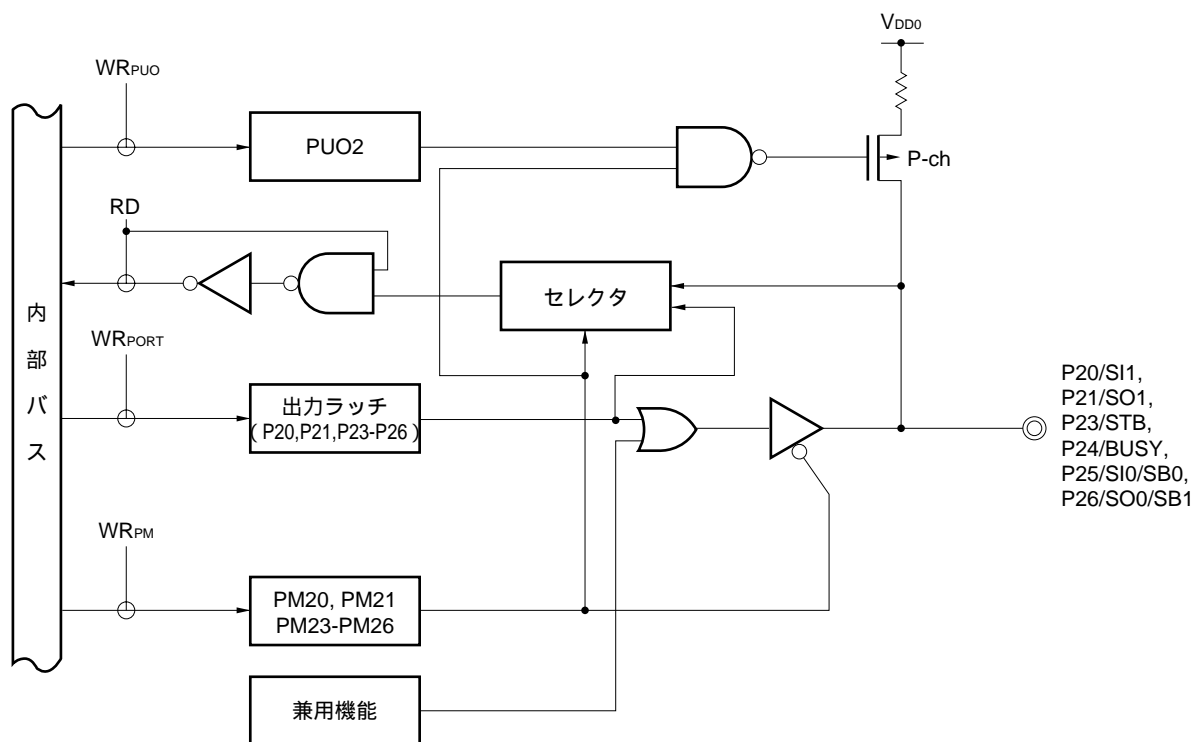 VDD0
WRPUO
PUO2
P-ch
RD
セレクタ
内部バス
WRPORT
出力ラッチ
(P20,P21,P23-P26)
P20/SI1,
P21/SO1,
P23/STB,
P24/BUSY,
P25/SI0/SB0,
P26/SO0/SB1
WRPM
PM20, PM21
PM23-PM26
兼用機能